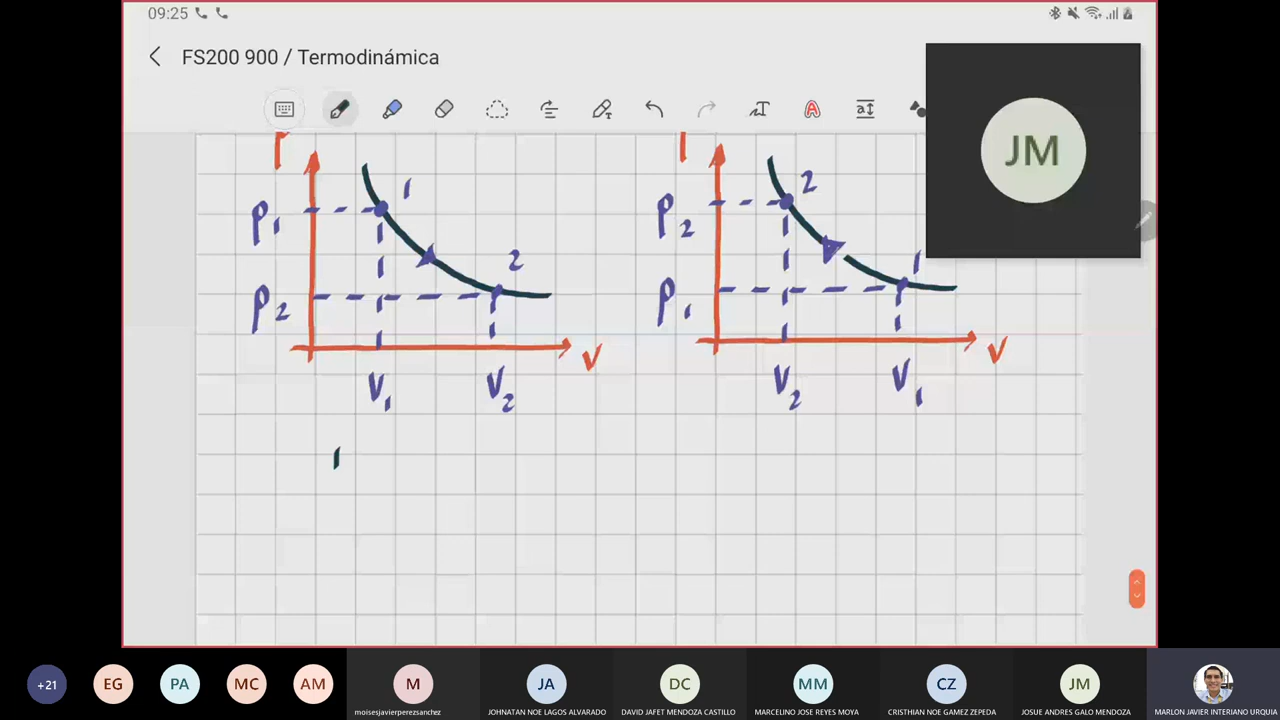 09:25
FS200 900 / Termodinámica
JM
P₁ 1 P₂ 2
P₂ 2 P₁ 1
V V
V₁ V₂ V₂ V₁
+21 EG PA MC AM M JA DC MM CZ JM
moisesjavierperezsanchez JOHNATAN NOE LAGOS ALVARADO DAVID JAFET MENDOZA CASTILLO MARCELINO JOSE REYES MOYA CRISTHIAN NOE GAMEZ ZEPEDA JOSUE ANDRES GALO MENDOZA MARLON JAVIER INTERIANO URQUIA